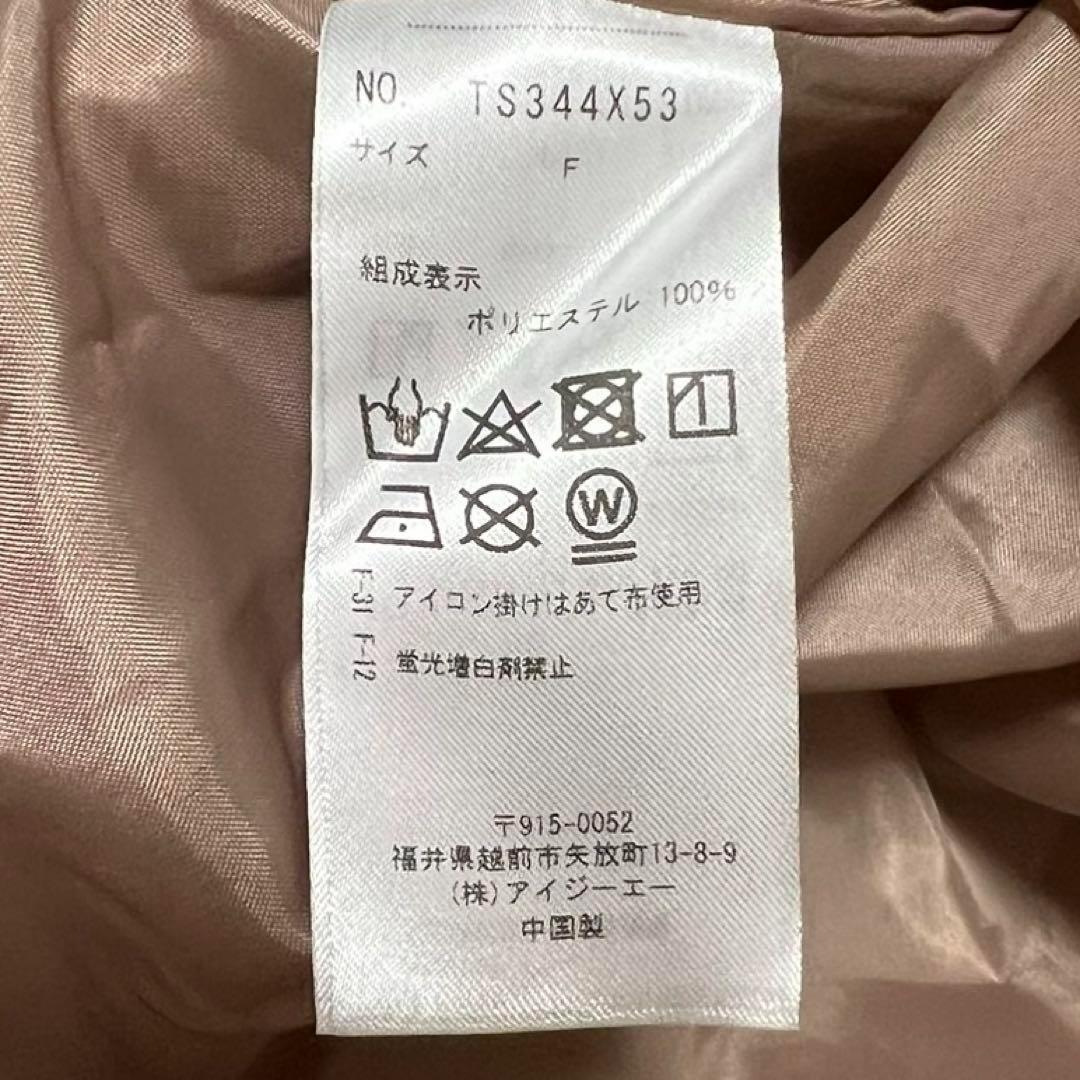 NO. TS344X53
サイズ F
組成表示
ポリエステル 100%
W
F-31 アイコン掛けはあて布使用
F-12 蛍光増白剤禁止
〒915-0052
福井県越前市矢放町13-8-9
(株)アイジーエー
中国製